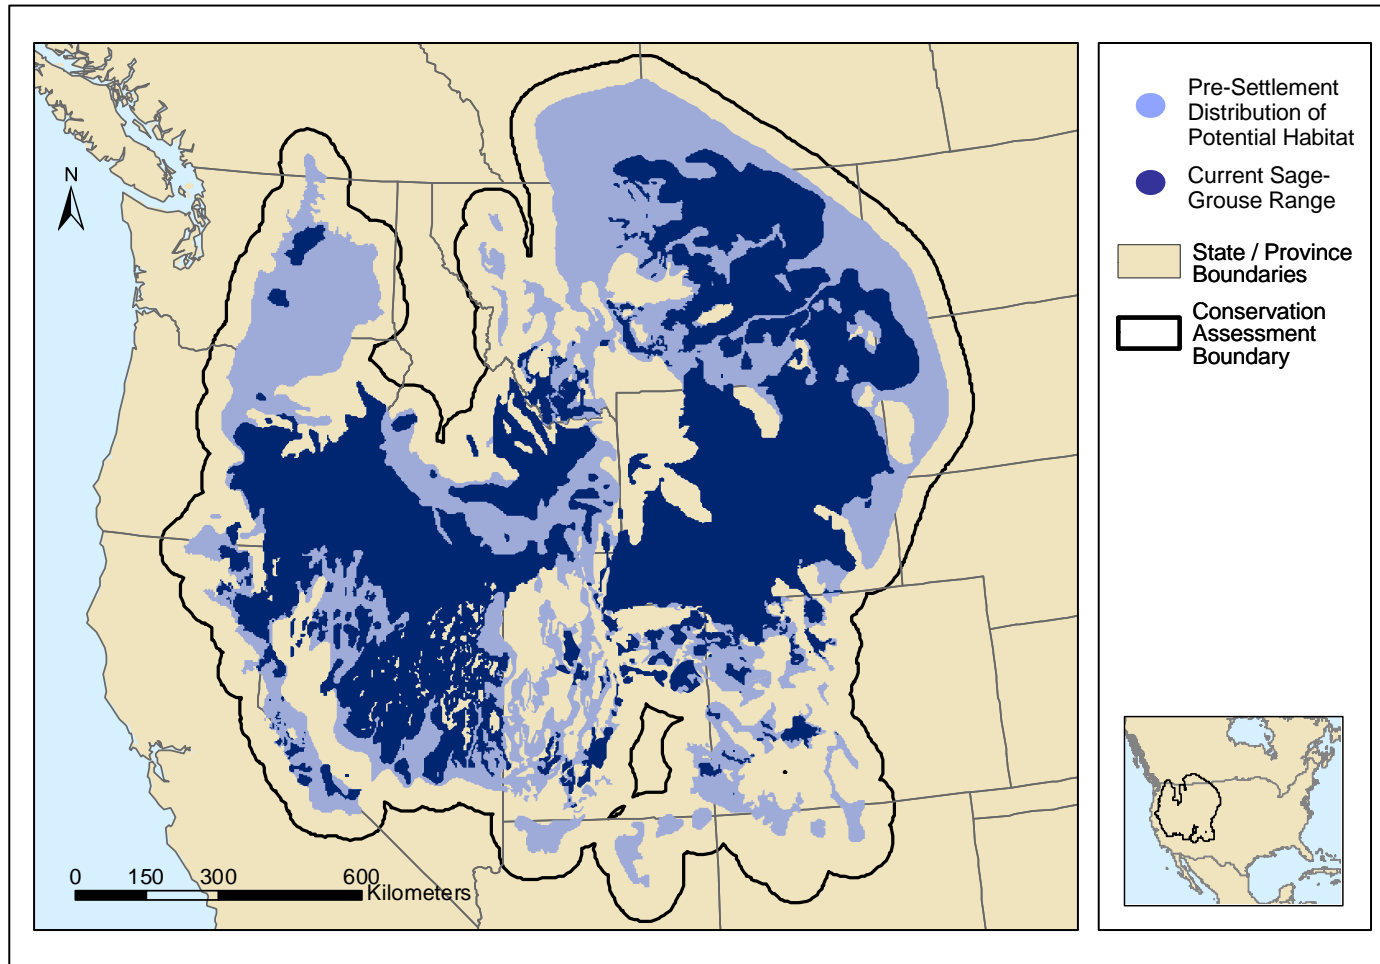 N
0 150 300 600
Kilometers
Pre-Settlement
Distribution of
Potential Habitat
Current Sage-
Grouse Range
State / Province
Boundaries
Conservation
Assessment
Boundary